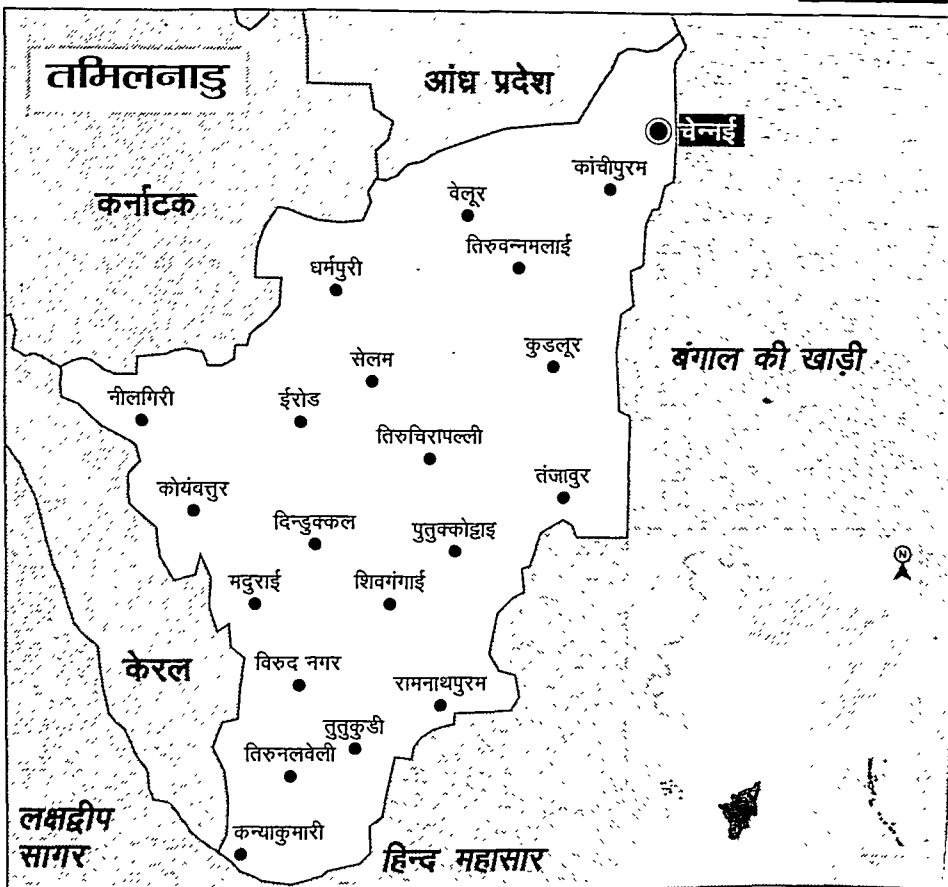 तमिलनाडु
आंध्र प्रदेश
चेन्नई
कांचीपुरम
कर्नाटक
वेलूर
तिरुवन्नमलाई
धर्मपुरी
सेलम
कुडलूर
बंगाल की खाड़ी
नीलगिरी
ईरोड
तिरुचिरापल्ली
कोयंबत्तुर
तंजावुर
दिन्डुक्कल
पुतुक्कोट्टाइ
N
मदुराई
शिवगंगाई
केरल
विरुद नगर
रामनाथपुरम
तुतुकुडी
तिरुनलवेली
लक्षद्वीप
सागर
कन्याकुमारी
हिन्द महासार